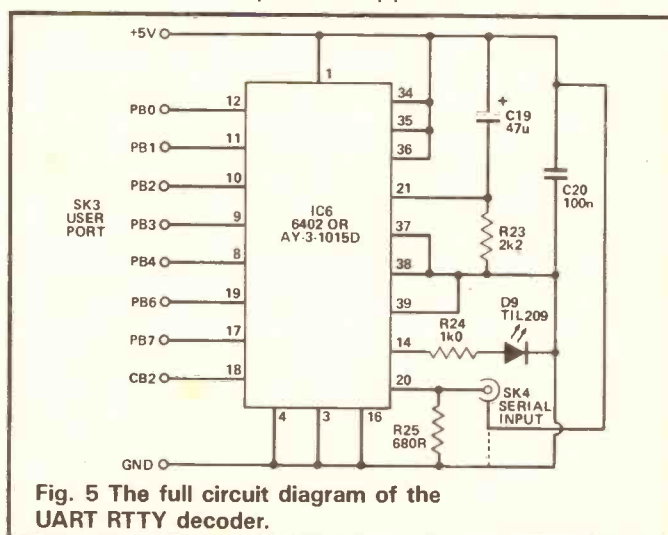 +5V
1
PB0
12
PB1
11
PB2
10
PB3
9
PB4
8
PB6
19
PB7
17
CB2
18
SK3
USER
PORT
IC6
6402 OR
AY-3-1015D
34
35
36
21
37
38
39
14
20
4
3
16
GND
+
C19
47u
C20
100n
R23
2k2
D9
TIL209
R24
1k0
SK4
SERIAL
INPUT
R25
680R
Fig. 5 The full circuit diagram of the
UART RTTY decoder.